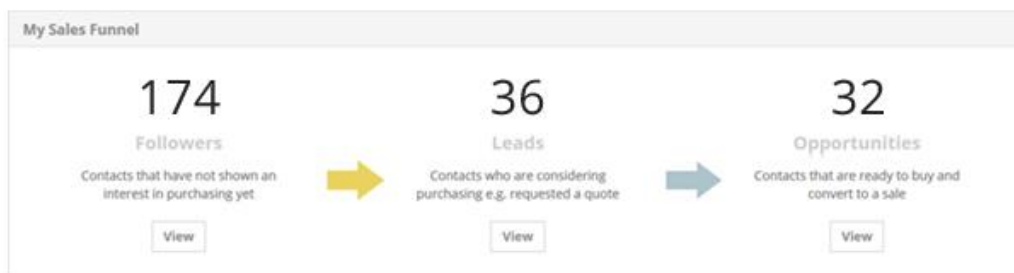 My Sales Funnel
174
Followers
Contacts that have not shown an
interest in purchasing yet
View
36
Leads
Contacts who are considering
purchasing e.g. requested a quote
View
32
Opportunities
Contacts that are ready to buy and
convert to a sale
View